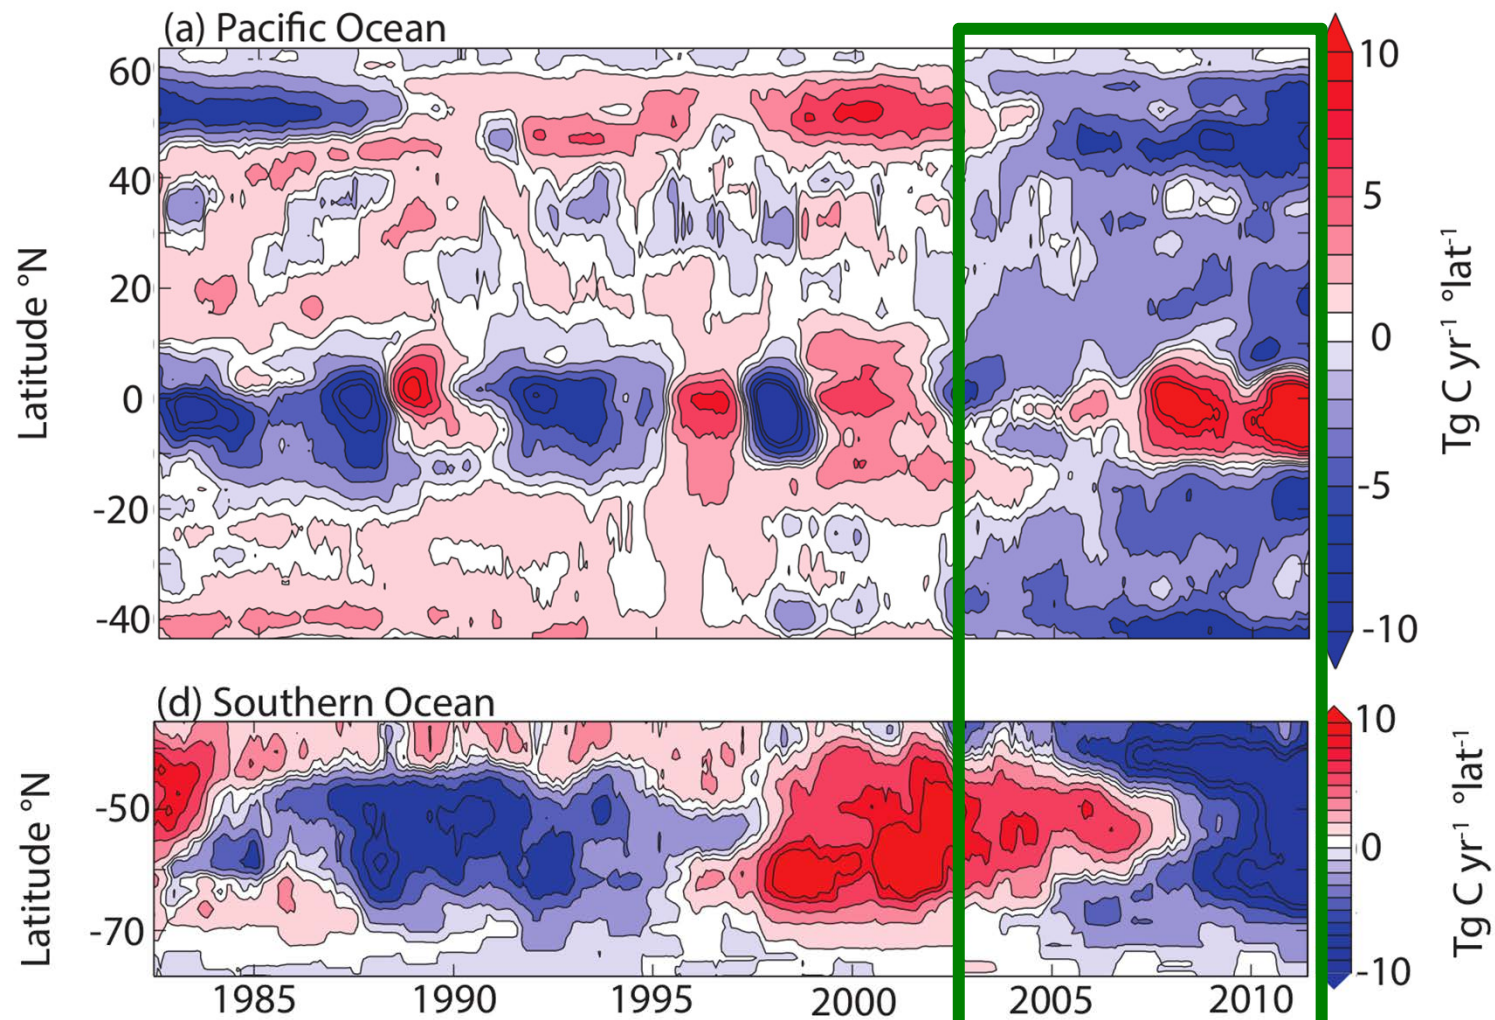 (a) Pacific Ocean
60
40
20
0
-20
-40
Latitude °N
10
5
0
-5
-10
Tg C yr⁻¹ °lat⁻¹
(d) Southern Ocean
-50
-70
Latitude °N
10
0
-10
Tg C yr⁻¹ °lat⁻¹
1985 1990 1995 2000 2005 2010